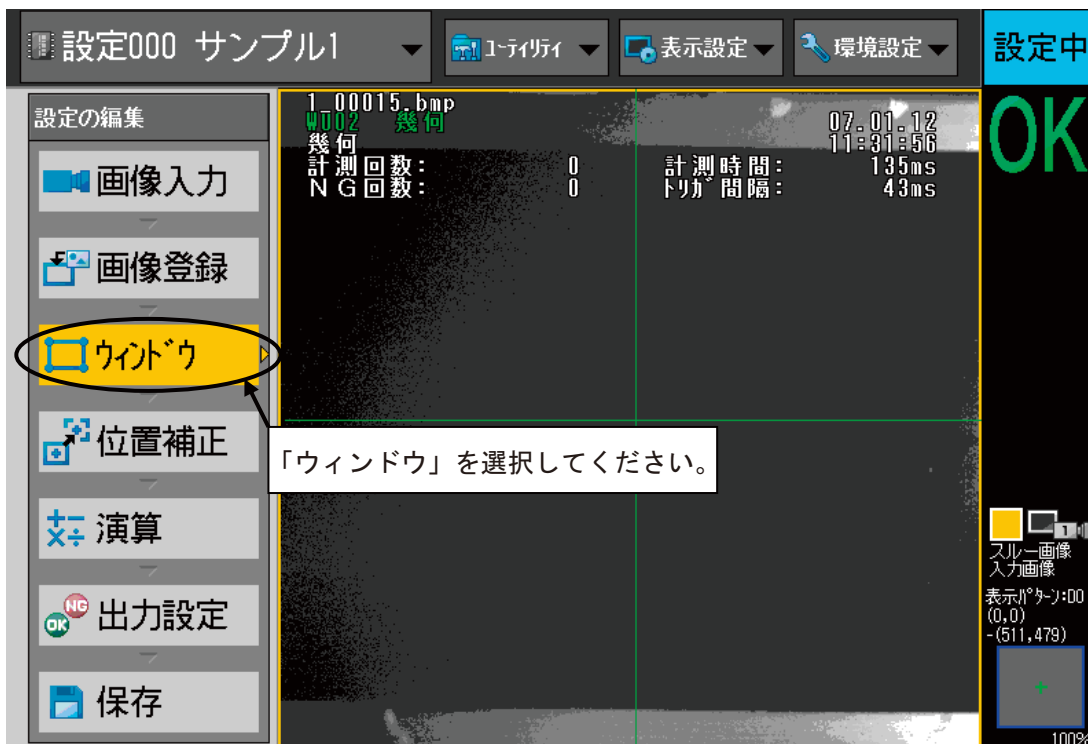 設定000 サンプル1
ﾕｰﾃｨﾘﾃｨ
表示設定
環境設定
設定中
設定の編集
画像入力
画像登録
ｳｨﾝﾄﾞｳ
位置補正
演算
NG
OK
出力設定
保存
1_00015.bmp
WU02 幾何
幾何
計測回数: 0
NG回数: 0
07.01.12
11:31:56
計測時間: 135ms
ﾄﾘｶﾞ間隔: 43ms
「ウィンドウ」を選択してください。
OK
1
スルー画像
入力画像
表示ﾊﾟﾀｰﾝ:00
(0,0)
-(511,479)
100%